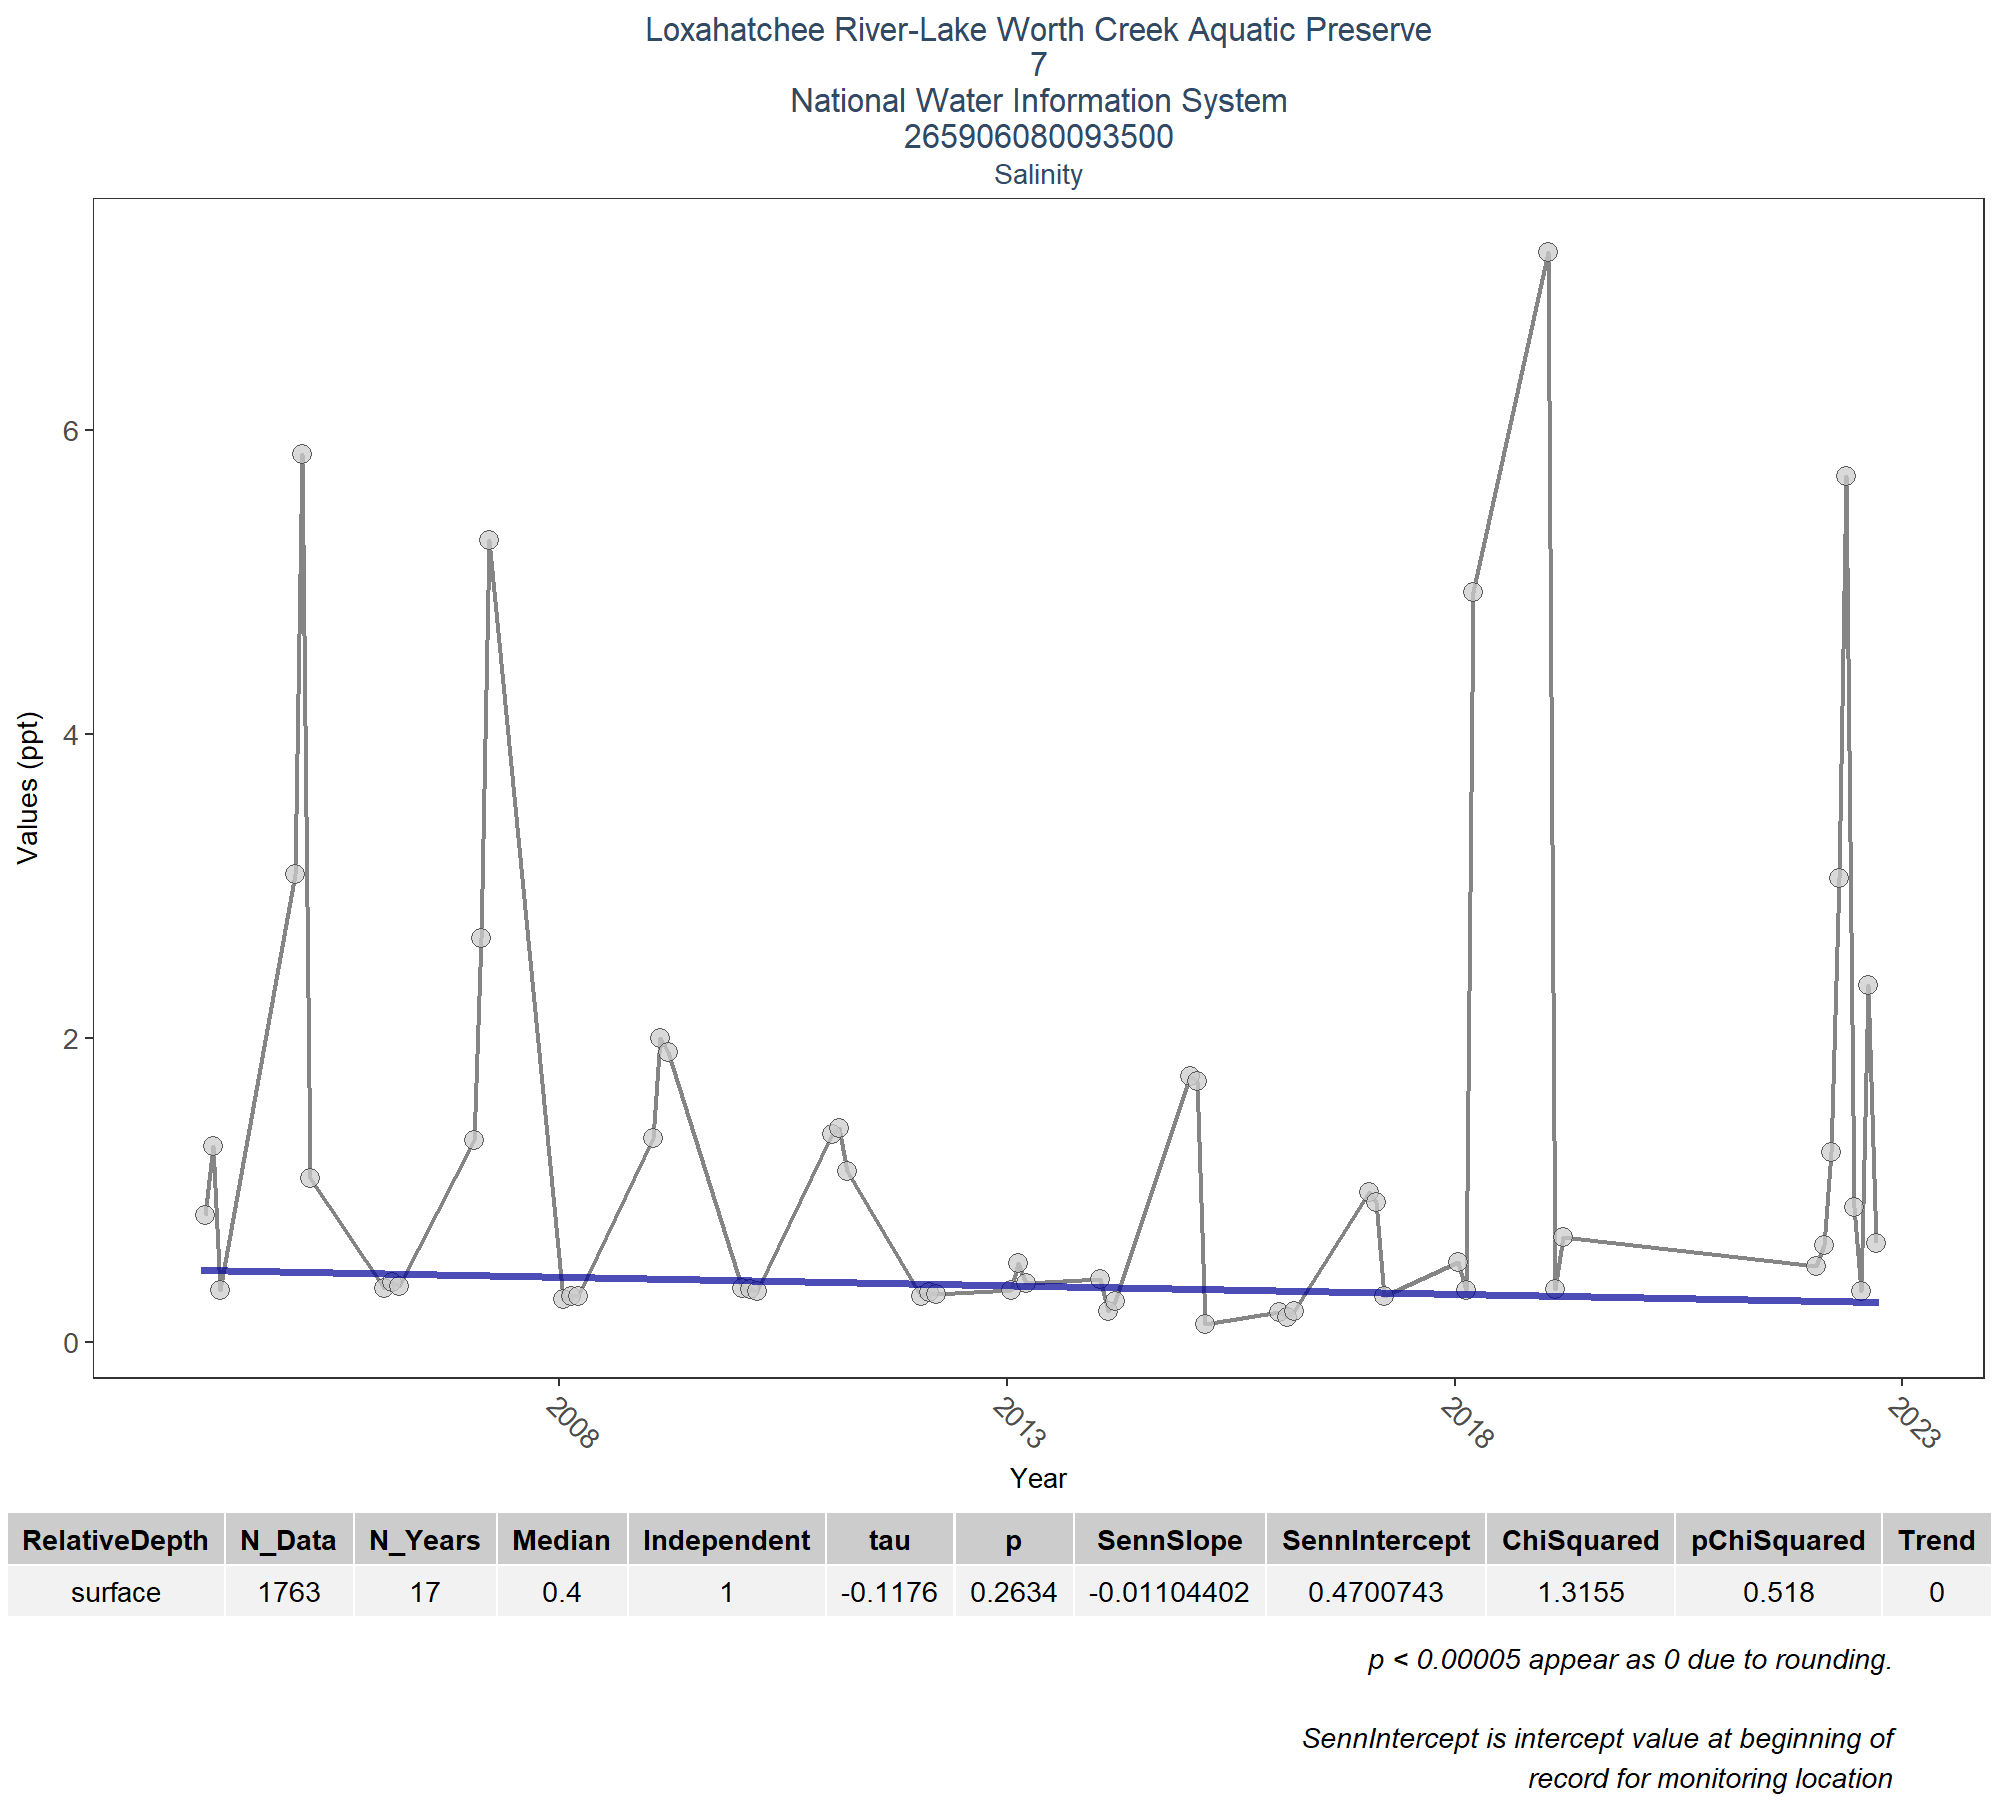 Loxahatchee River-Lake Worth Creek Aquatic Preserve
7
National Water Information System
265906080093500
Salinity
Values (ppt)
6
4
2
0
2008 2013 2018 2023
Year
RelativeDepth N_Data N_Years Median Independent tau p SennSlope SennIntercept ChiSquared pChiSquared Trend
surface 1763 17 0.4 1 -0.1176 0.2634 -0.01104402 0.4700743 1.3155 0.518 0
p < 0.00005 appear as 0 due to rounding.
SennIntercept is intercept value at beginning of
record for monitoring location